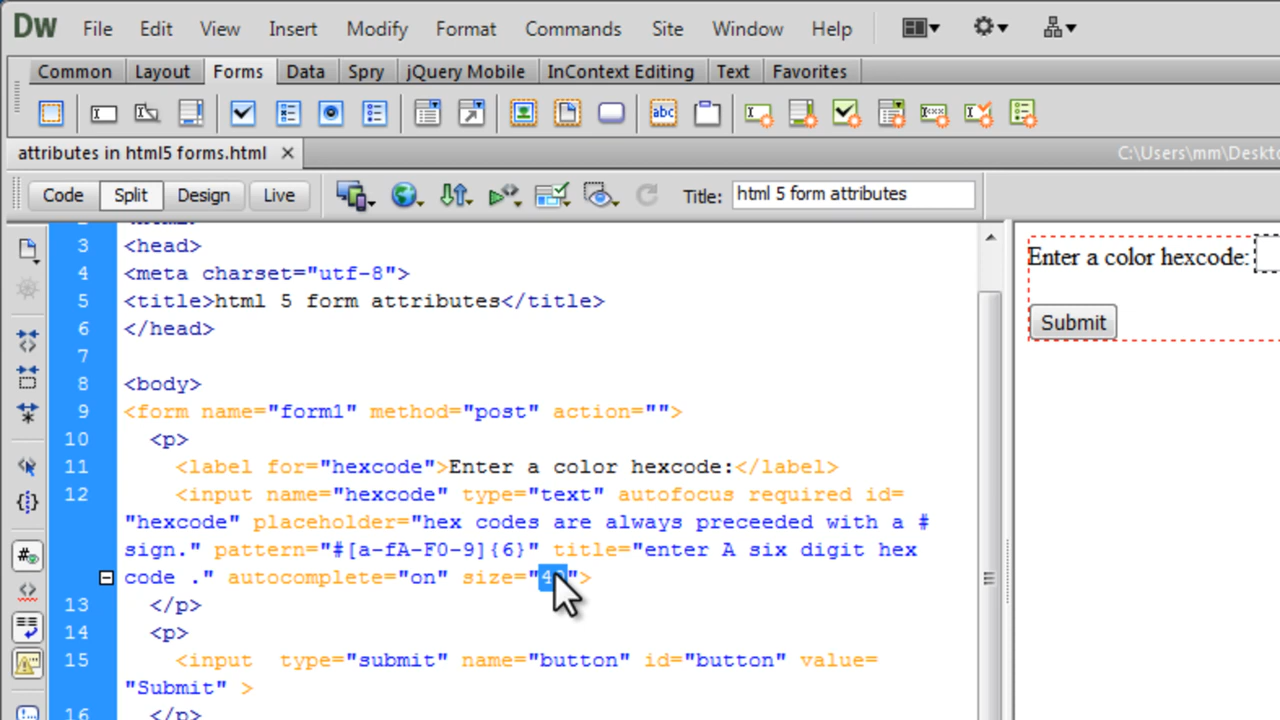 Dw File Edit View Insert Modify Format Commands Site Window Help
Common Layout Forms Data Spry jQuery Mobile InContext Editing Text Favorites
abc
attributes in html5 forms.html
C:\Users\mm\Deskto
Code Split Design Live Title: html 5 form attributes
3 <head>
4 <meta charset="utf-8">
5 <title>html 5 form attributes</title>
6 </head>
7
8 <body>
9 <form name="form1" method="post" action="">
10 <p>
11 <label for="hexcode">Enter a color hexcode:</label>
12 <input name="hexcode" type="text" autofocus required id=
"hexcode" placeholder="hex codes are always preceeded with a #
sign." pattern="#[a-fA-F0-9]{6}" title="enter A six digit hex
code ." autocomplete="on" size="
13 </p>
14 <p>
15 <input type="submit" name="button" id="button" value=
"Submit" >
16 </p>
Enter a color hexcode:
Submit